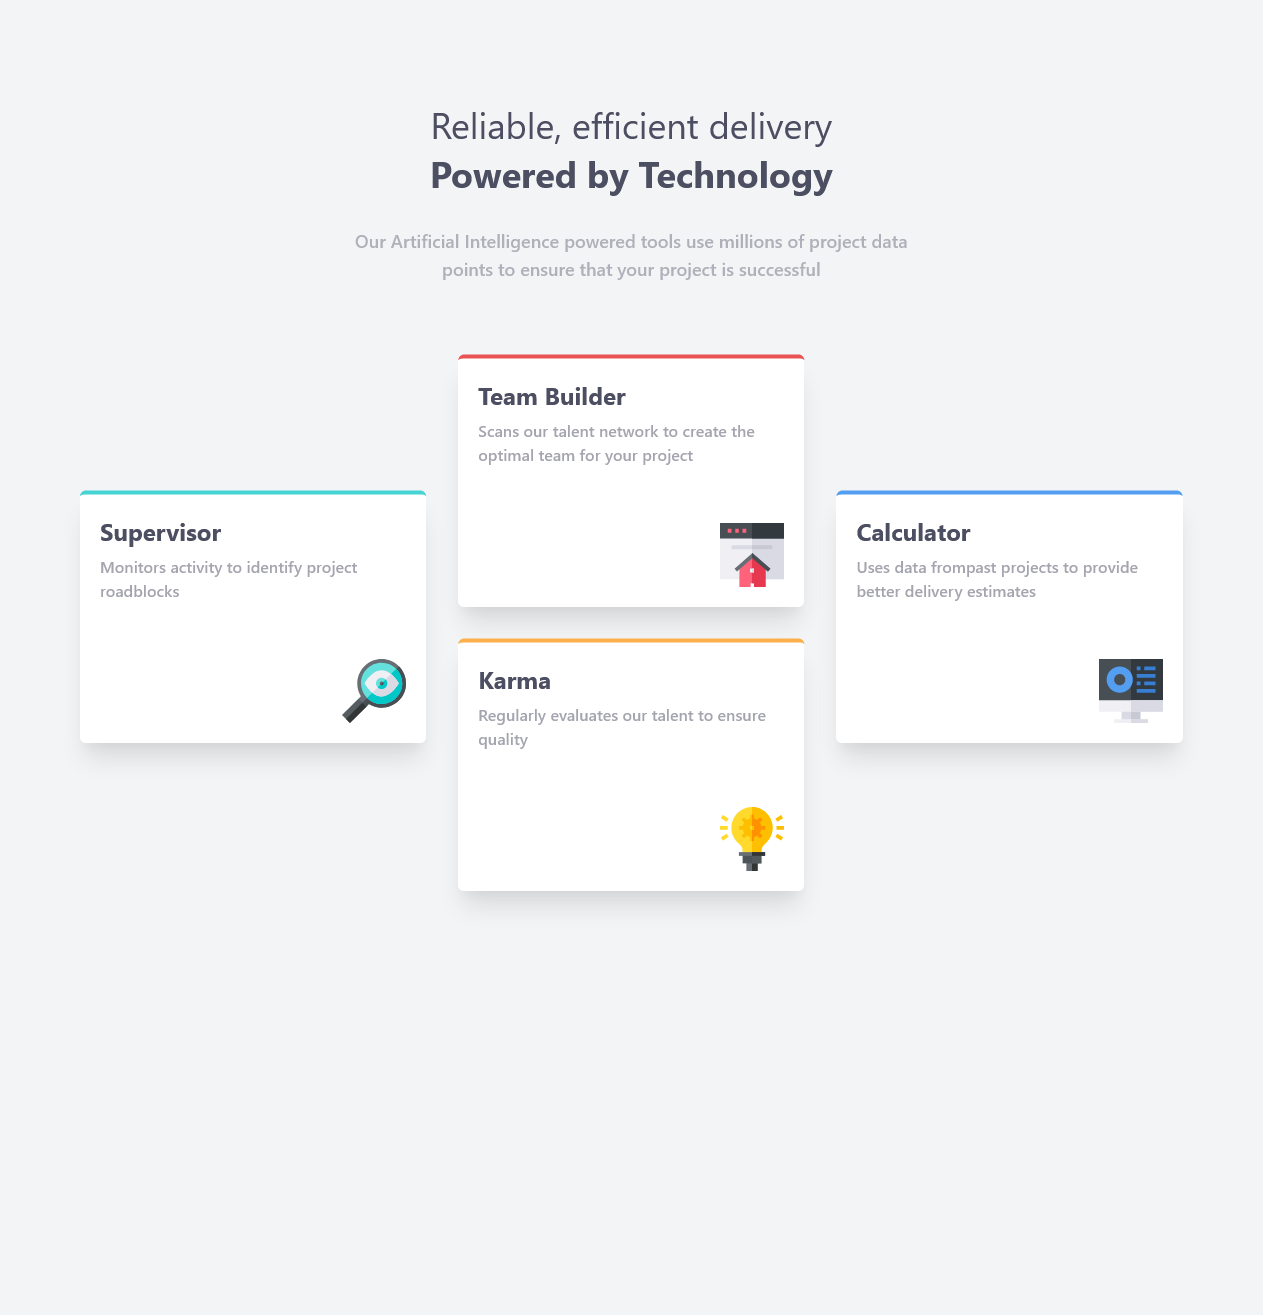 Reliable, efficient delivery
Powered by Technology
Our Artificial Intelligence powered tools use millions of project data
points to ensure that your project is successful
Team Builder
Scans our talent network to create the
optimal team for your project
Supervisor
Monitors activity to identify project
roadblocks
Calculator
Uses data frompast projects to provide
better delivery estimates
Karma
Regularly evaluates our talent to ensure
quality